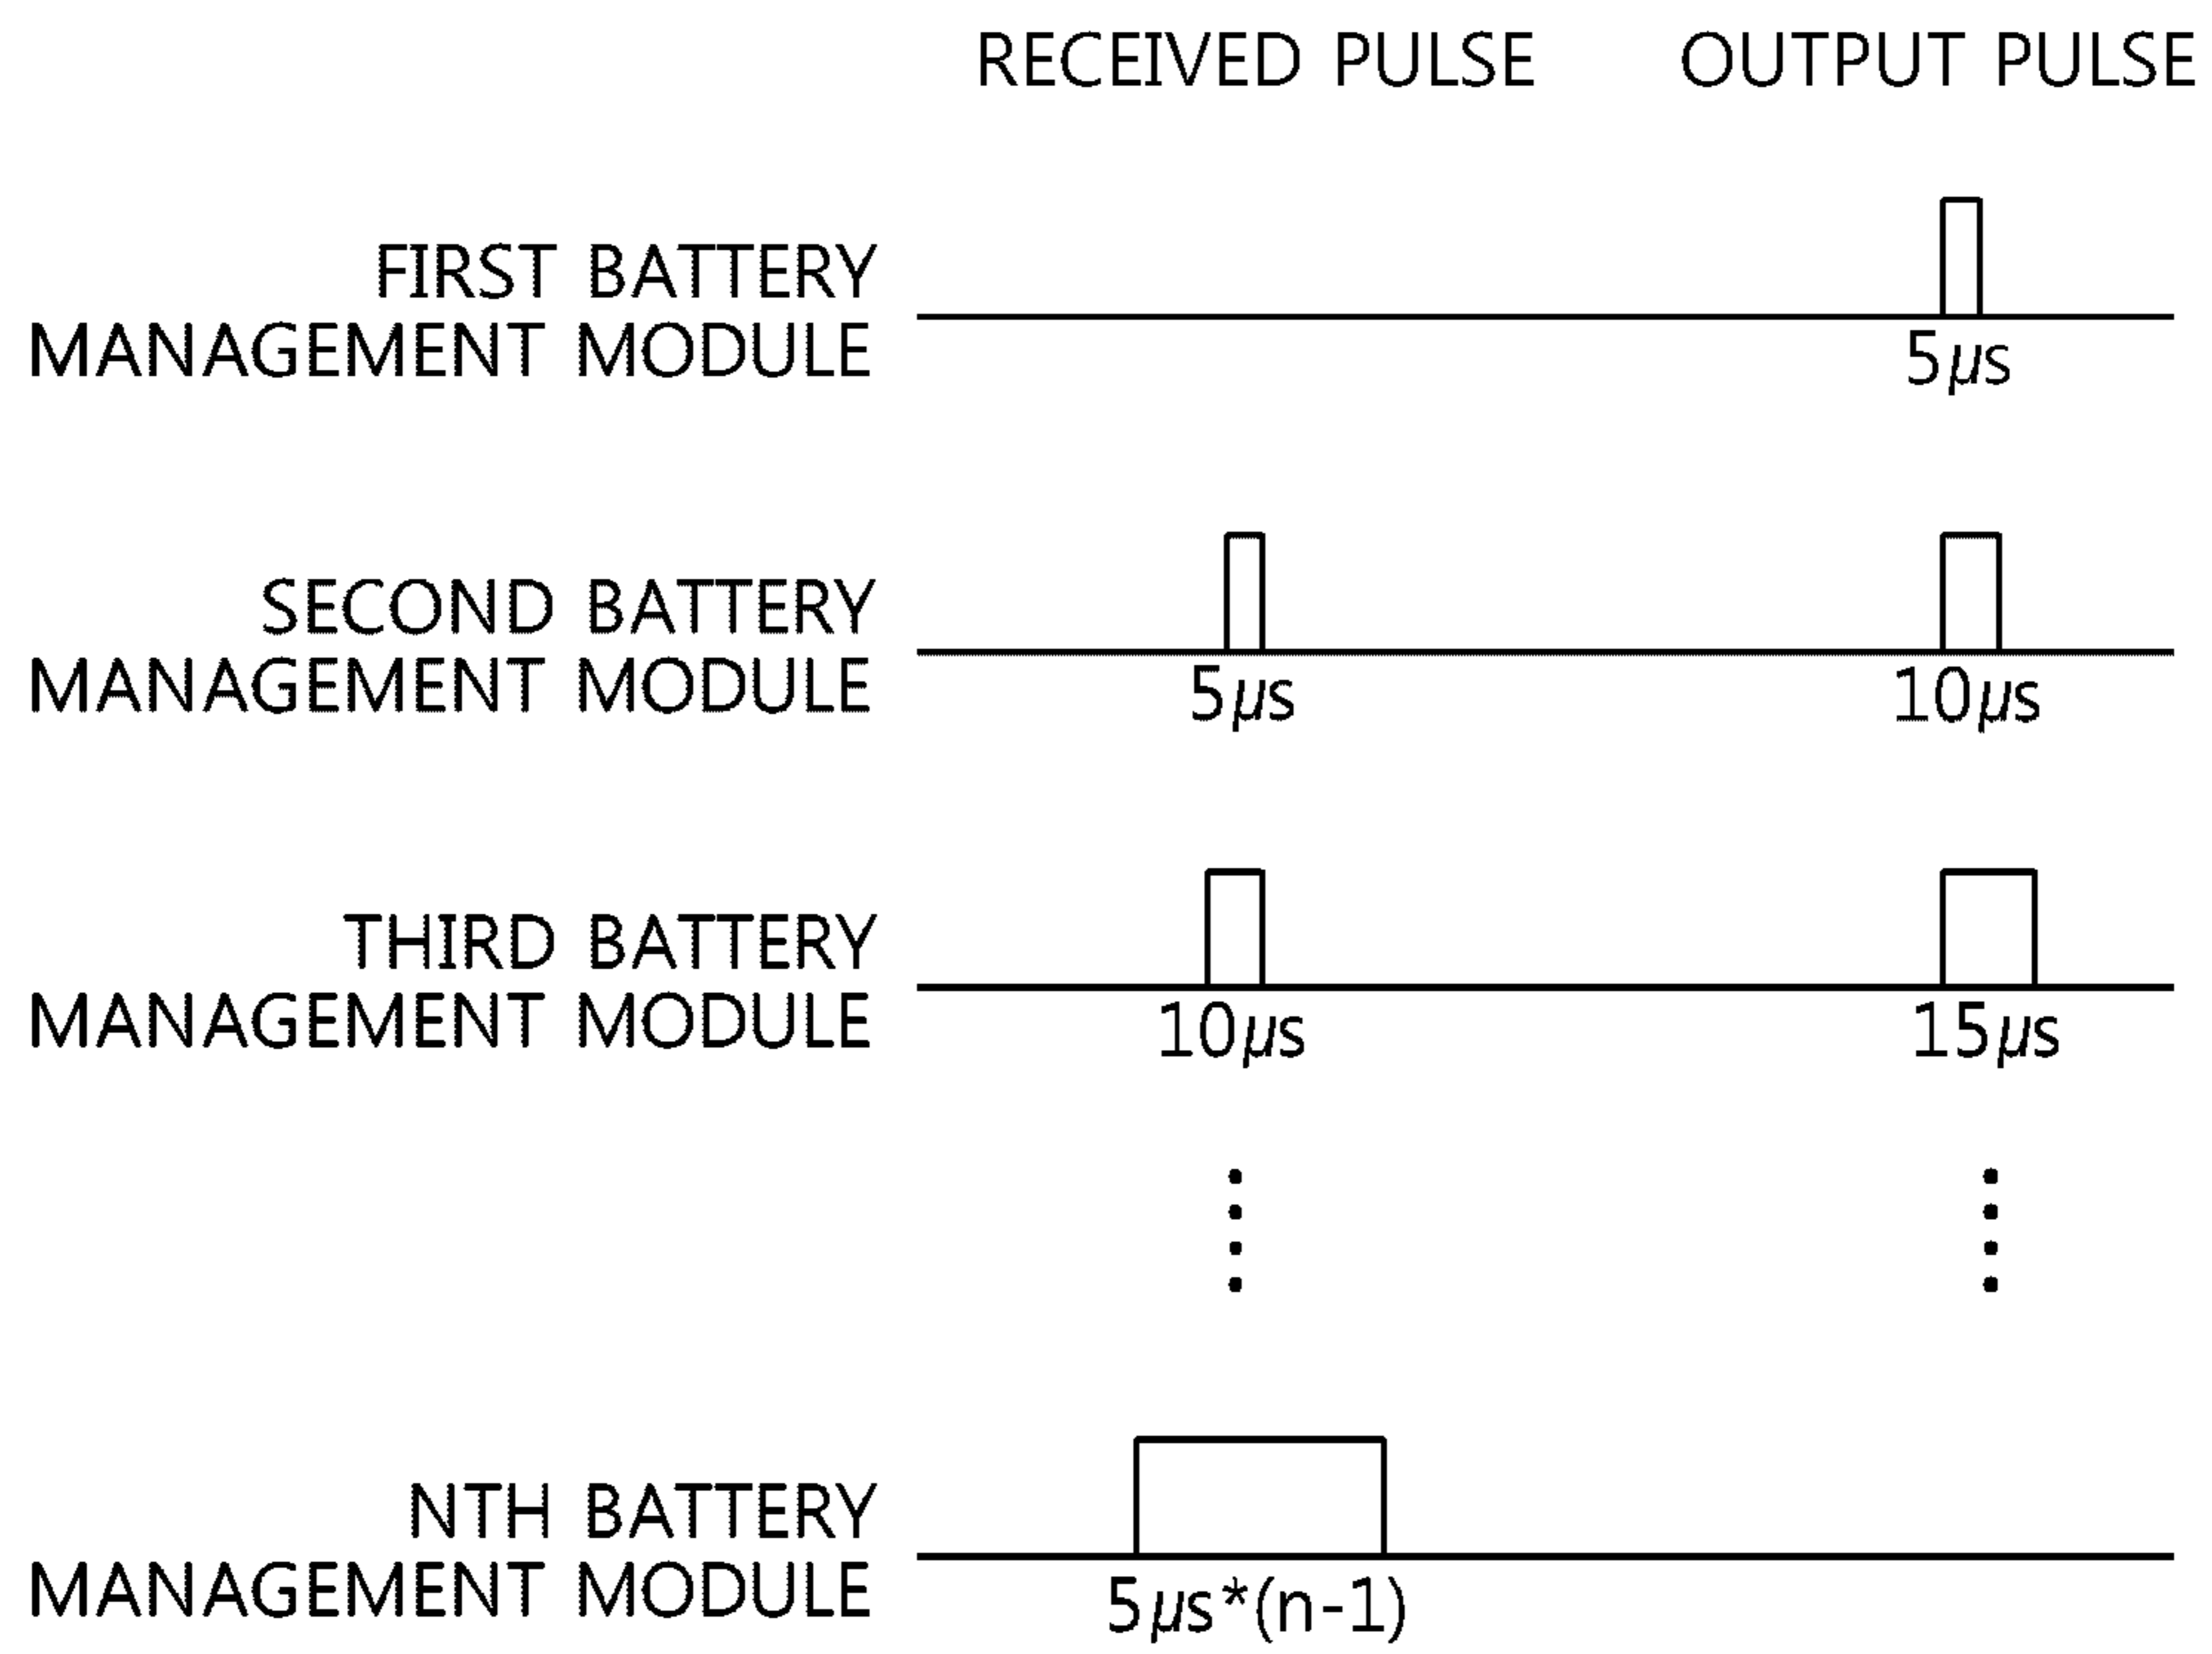 RECEIVED PULSE OUTPUT PULSE
FIRST BATTERY
MANAGEMENT MODULE
5µs
SECOND BATTERY
MANAGEMENT MODULE
5µs 10µs
THIRD BATTERY
MANAGEMENT MODULE
10µs 15µs
NTH BATTERY
MANAGEMENT MODULE
5µs*(n-1)